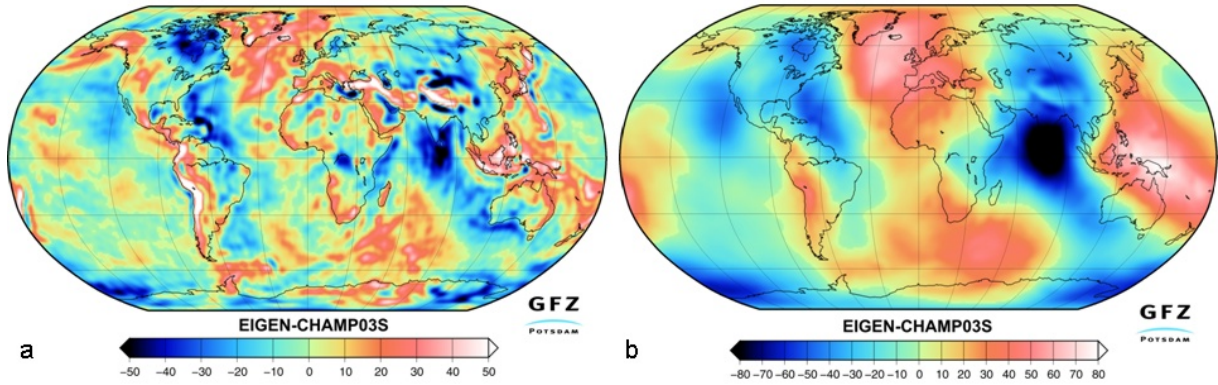 GFZ
POTSDAM
EIGEN-CHAMP03S
a
−50 −40 −30 −20 −10 0 10 20 30 40 50
GFZ
POTSDAM
EIGEN-CHAMP03S
b
−80 −70 −60 −50 −40 −30 −20 −10 0 10 20 30 40 50 60 70 80